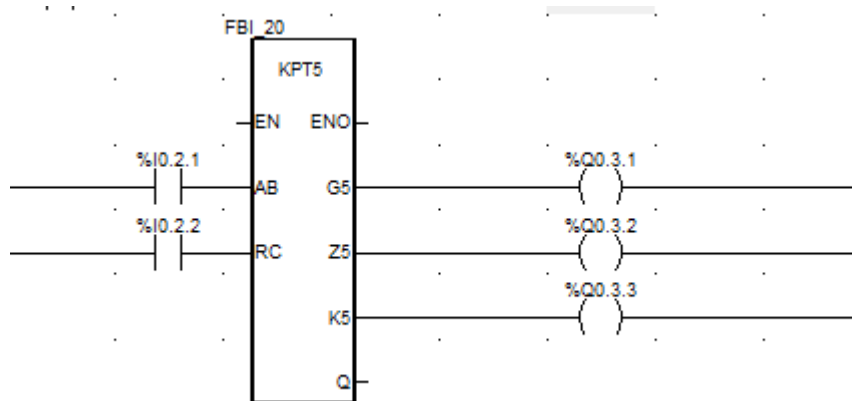 FBI_20
KPT5
EN ENO
%I0.2.1 %Q0.3.1
AB G5
%I0.2.2 %Q0.3.2
RC Z5
%Q0.3.3
K5
Q